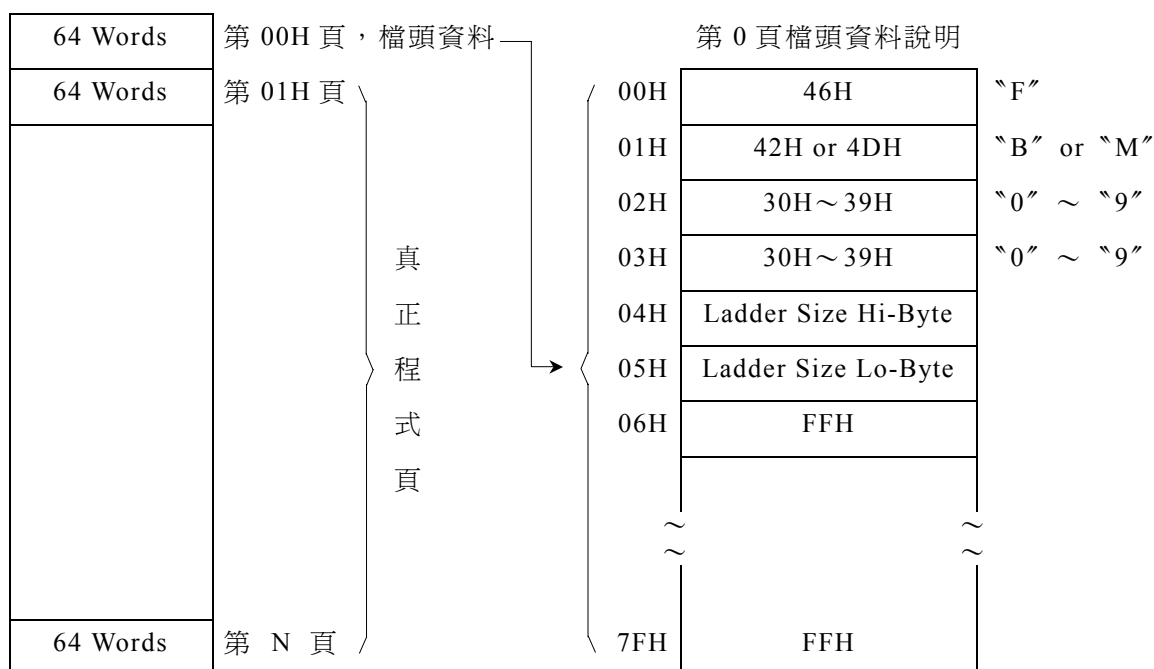 64 Words 第 00H 頁，檔頭資料 第 0 頁檔頭資料說明
64 Words 第 01H 頁 00H 46H 〝F〞
01H 42H or 4DH 〝B〞 or 〝M〞
02H 30H～39H 〝0〞 ～ 〝9〞
真 03H 30H～39H 〝0〞 ～ 〝9〞
正 04H Ladder Size Hi-Byte
程 05H Ladder Size Lo-Byte
式 06H FFH
頁
～ ～
～ ～
64 Words 第 N 頁 7FH FFH